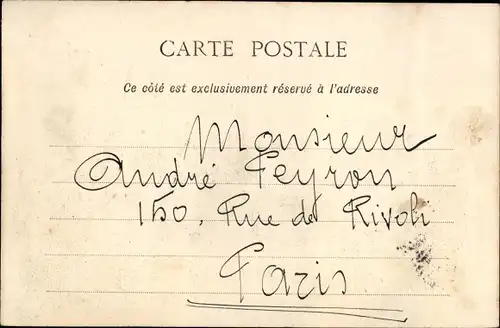 CARTE POSTALE
Ce côté est exclusivement réservé à l'adresse
Monsieur
André Peyron
150, Rue de Rivoli
Paris